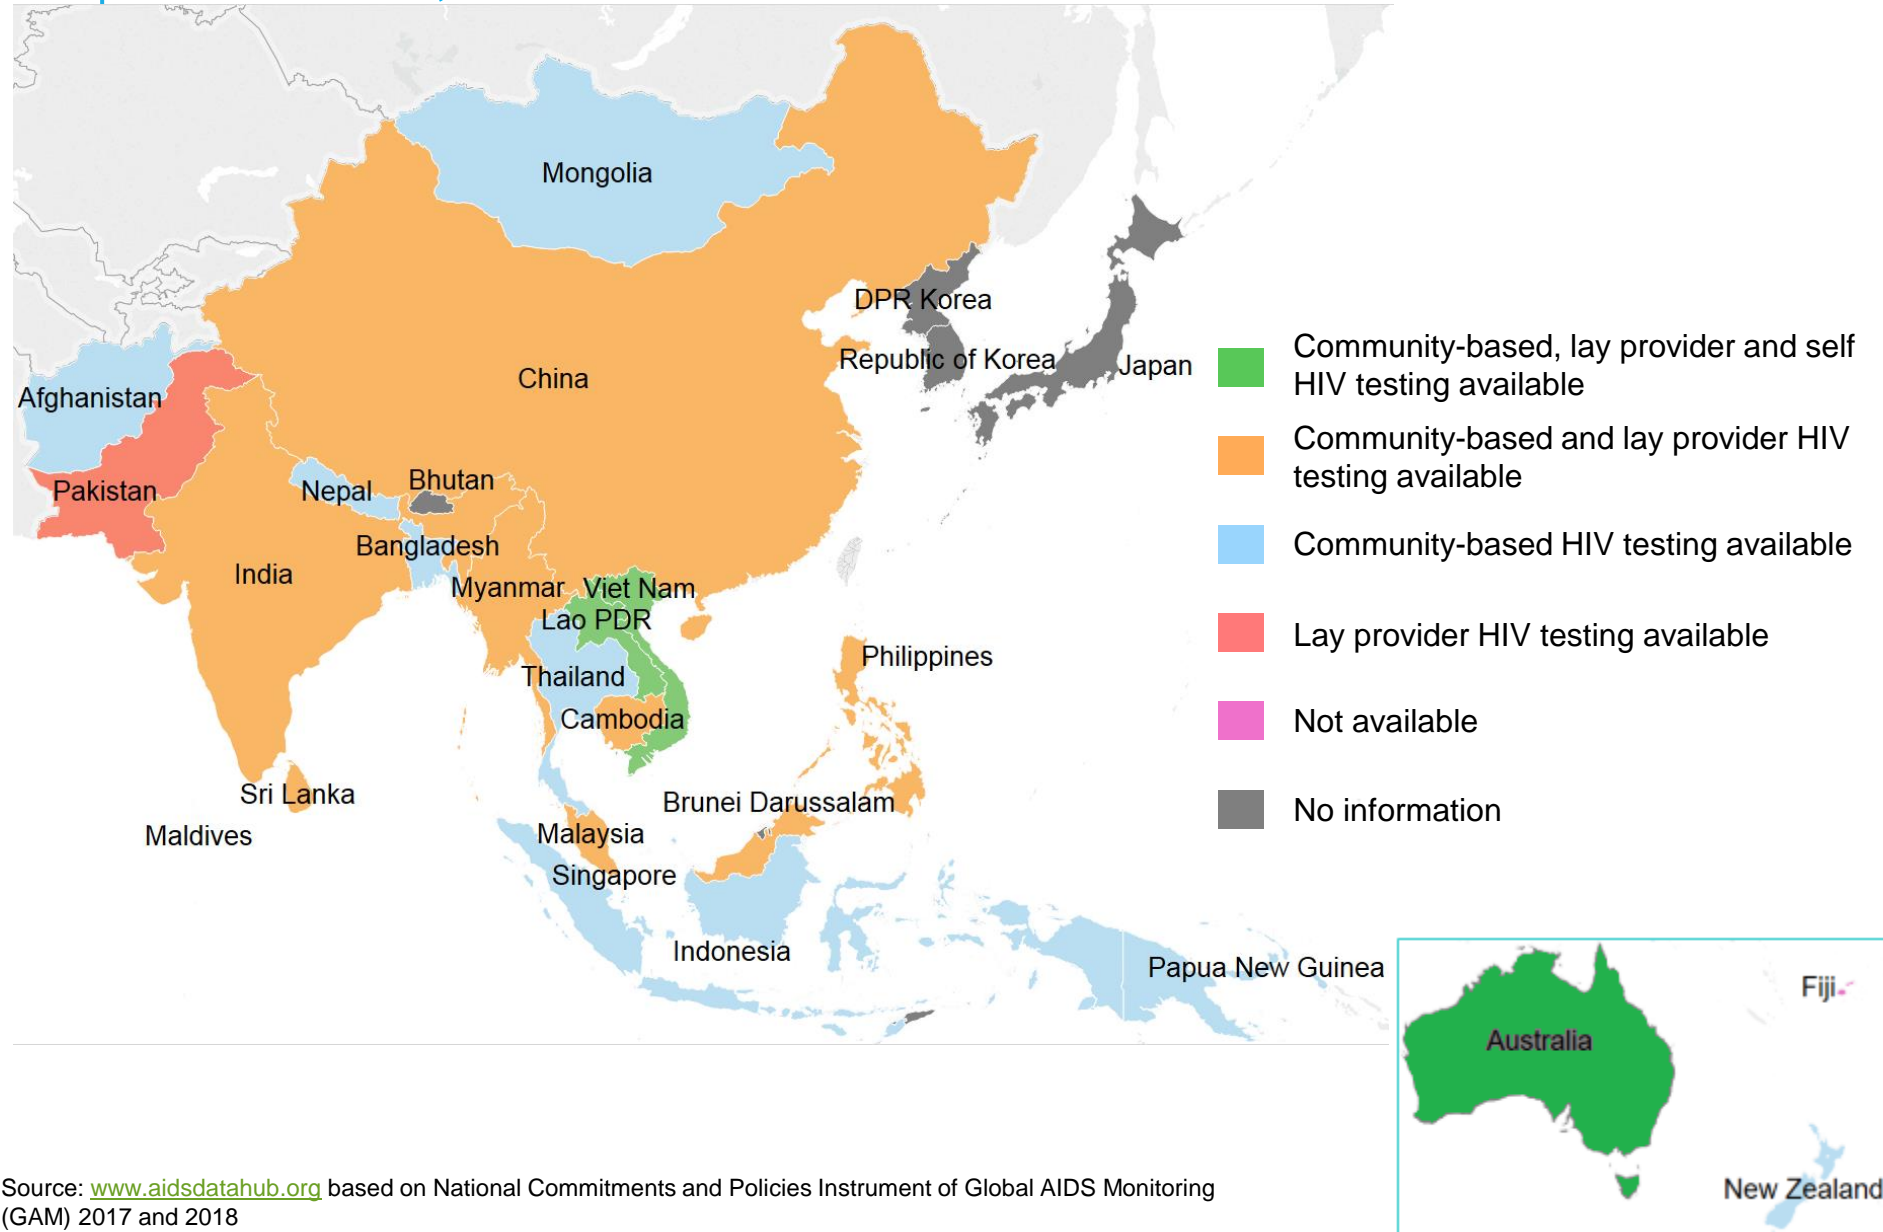 Mongolia
DPR Korea
Republic of Korea
Japan
China
Afghanistan
Pakistan
Nepal
Bhutan
Bangladesh
India
Myanmar
Viet Nam
Lao PDR
Thailand
Cambodia
Philippines
Sri Lanka
Maldives
Brunei Darussalam
Malaysia
Singapore
Indonesia
Papua New Guinea
Community-based, lay provider and self
HIV testing available
Community-based and lay provider HIV
testing available
Community-based HIV testing available
Lay provider HIV testing available
Not available
No information
Fiji
Australia
New Zealand
Source: www.aidsdatahub.org based on National Commitments and Policies Instrument of Global AIDS Monitoring
(GAM) 2017 and 2018